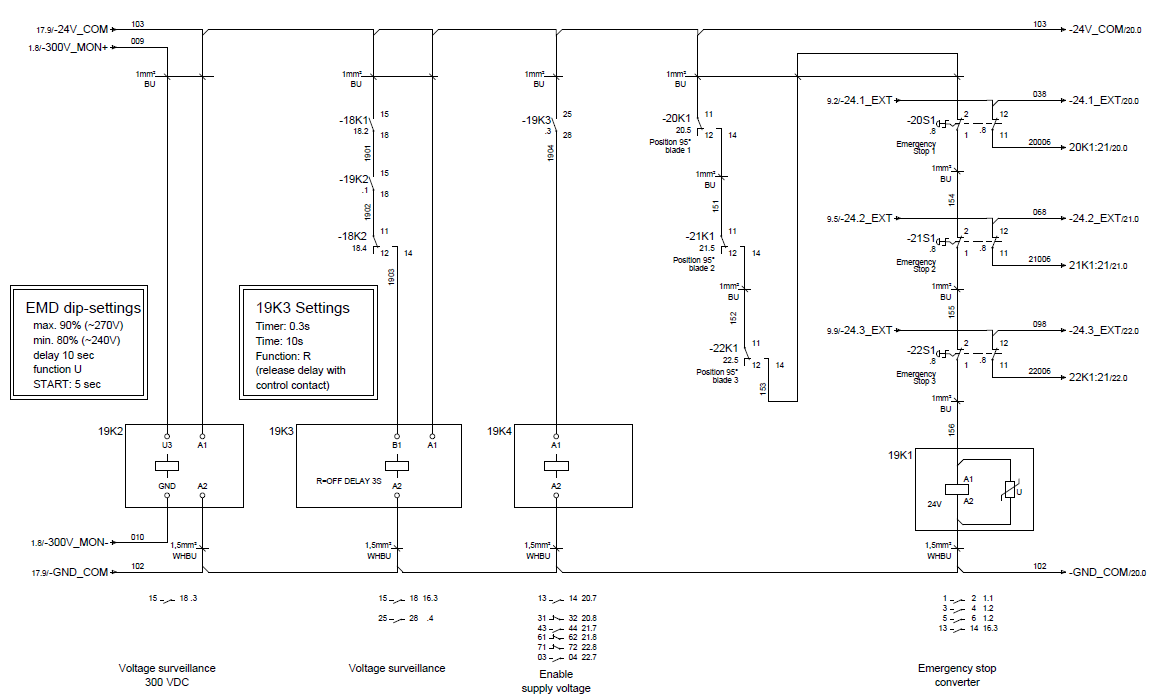 17.9/-24V_COM 103 103 -24V_COM/20.0
1.8/-300V_MON+ 009
1mm² BU
1mm² BU
1mm² BU
1mm² BU
9.2/-24.1_EXT 038 -24.1_EXT/20.0
-18K1 15
18.2 18
1901
-19K2 15
.1 18
1902
-18K2 11
18.4 12 14
1903
-19K3 25
.3 28
1904
-20K1 11
20.5 12 14
Position 95°
blade 1
1mm²
BU
151
-21K1 11
21.5 12 14
Position 95°
blade 2
1mm²
BU
152
-22K1 11
22.5 12 14
Position 95°
blade 3
153
-20S1 2 12
.8 1 .8 11
Emergency
Stop 1
20006 20K1:21/20.0
1mm²
BU
154
9.5/-24.2_EXT 068 -24.2_EXT/21.0
-21S1 2 12
.8 1 .8 11
Emergency
Stop 2
21006 21K1:21/21.0
1mm²
BU
155
9.9/-24.3_EXT 098 -24.3_EXT/22.0
-22S1 2 12
.8 1 .8 11
Emergency
Stop 3
22006 22K1:21/22.0
1mm²
BU
156
EMD dip-settings
max. 90% (~270V)
min. 80% (~240V)
delay 10 sec
function U
START: 5 sec
19K3 Settings
Timer: 0.3s
Time: 10s
Function: R
(release delay with
control contact)
19K2
U3 A1
GND A2
19K3
B1 A1
R=OFF DELAY 3S
A2
19K4
A1
A2
19K1
A1
A2
24V
U
1.8/-300V_MON- 010
1,5mm²
WHBU
1,5mm²
WHBU
1,5mm²
WHBU
1,5mm²
WHBU
17.9/-GND_COM 102 102 -GND_COM/20.0
15 18 .3
15 18 16.3
25 28 .4
13 14 20.7
31 32 20.8
43 44 21.7
61 62 21.8
71 72 22.8
03 04 22.7
1 2 1.1
3 4 1.2
5 6 1.2
13 14 16.3
Voltage surveillance
300 VDC
Voltage surveillance
Enable
supply voltage
Emergency stop
converter